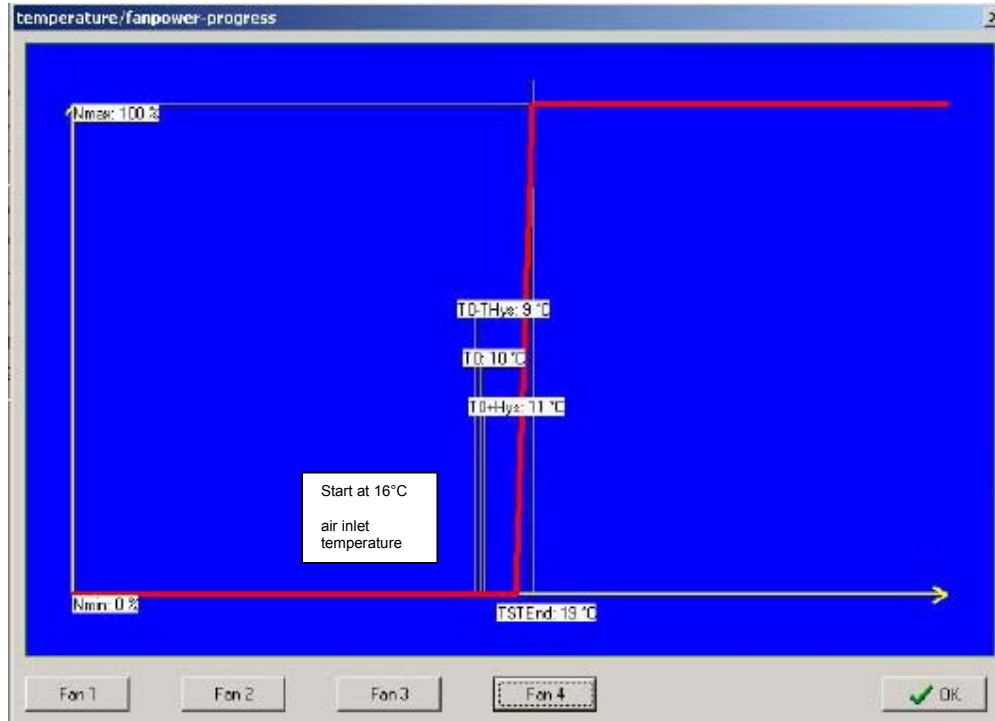 temperature/fanpower-progress
Nmax: 100 %
T0-THys: 9 °C
T0: 10 °C
T0+Hys: 11 °C
Start at 16°C
air inlet
temperature
Nmin: 0 %
TSTEnd: 19 °C
Fan 1
Fan 2
Fan 3
Fan 4
OK